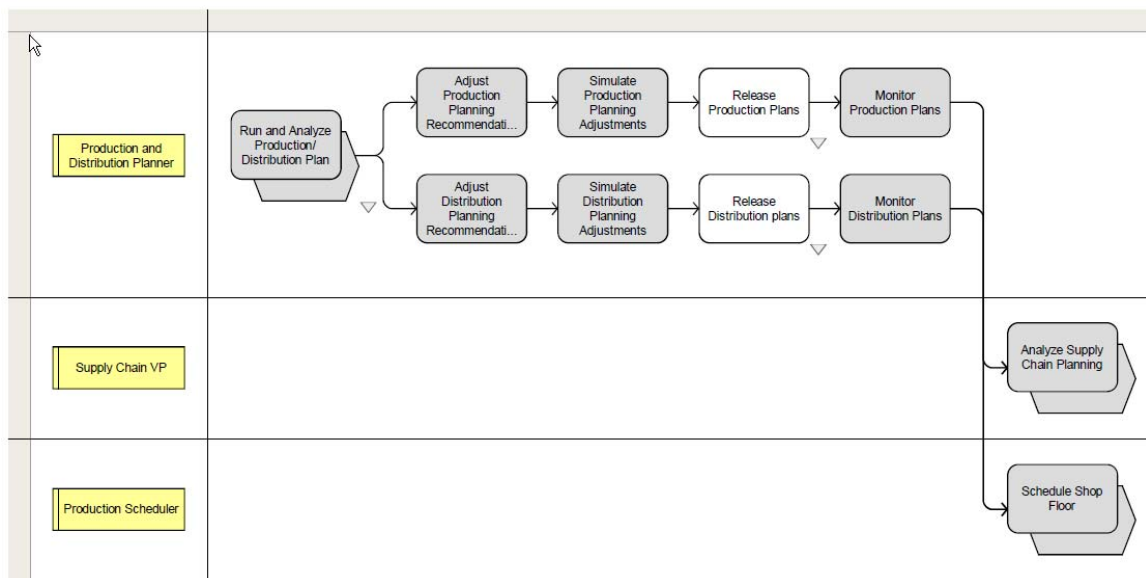 Production and
Distribution Planner
Run and Analyze
Production/
Distribution Plan
Adjust
Production
Planning
Recommendati...
Simulate
Production
Planning
Adjustments
Release
Production Plans
Monitor
Production Plans
Adjust
Distribution
Planning
Recommendati...
Simulate
Distribution
Planning
Adjustments
Release
Distribution plans
Monitor
Distribution Plans
Supply Chain VP
Analyze Supply
Chain Planning
Production Scheduler
Schedule Shop
Floor